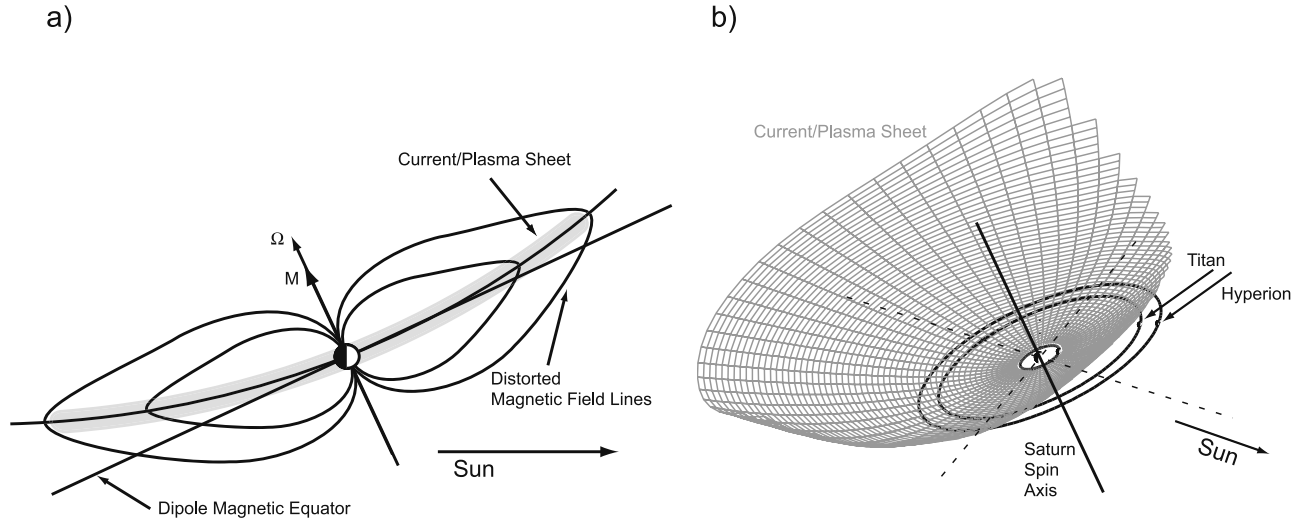 a)
Current/Plasma Sheet
Ω
M
Distorted
Magnetic Field Lines
Sun
Dipole Magnetic Equator
b)
Current/Plasma Sheet
Titan
Hyperion
Saturn
Spin
Axis
Sun